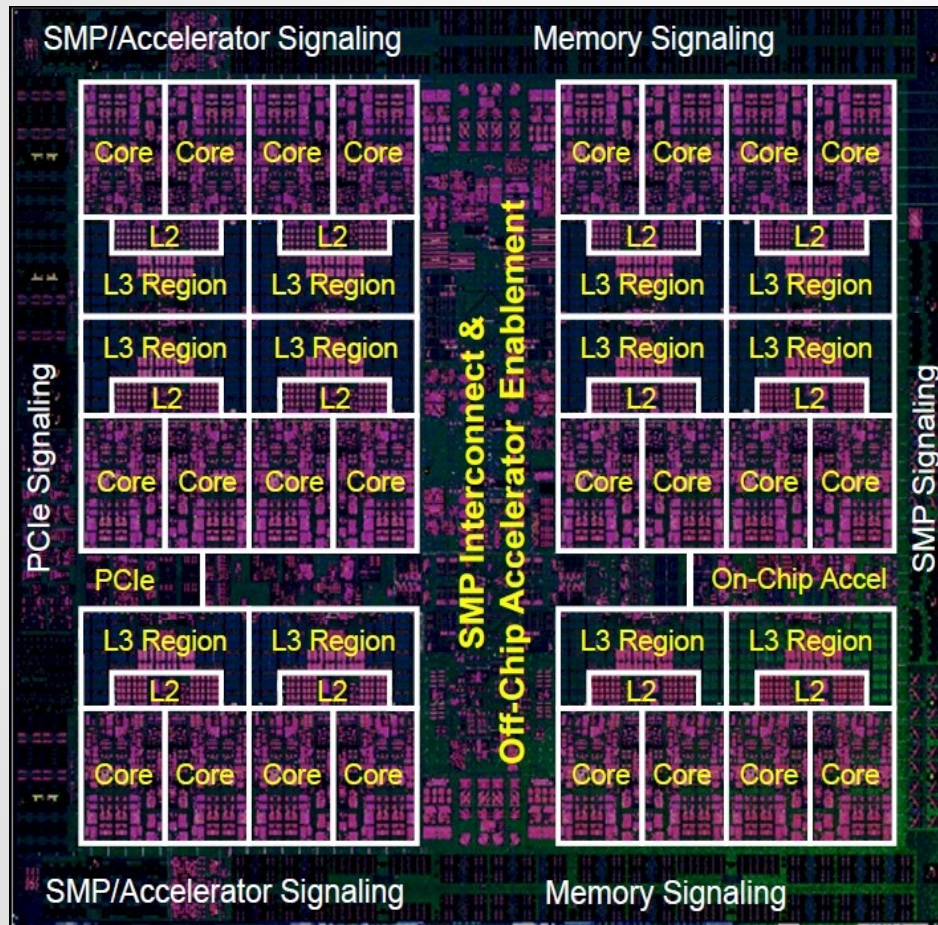 SMP/Accelerator Signaling Memory Signaling
Core Core Core Core Core Core Core Core
L2 L2 L2 L2
L3 Region L3 Region L3 Region L3 Region
L3 Region L3 Region L3 Region L3 Region
L2 L2 L2 L2
Core Core Core Core Core Core Core Core
PCIe On-Chip Accel
L3 Region L3 Region L3 Region L3 Region
L2 L2 L2 L2
Core Core Core Core Core Core Core Core
SMP/Accelerator Signaling Memory Signaling
PCIe Signaling
SMP Interconnect &
Off-Chip Accelerator Enablement
SMP Signaling